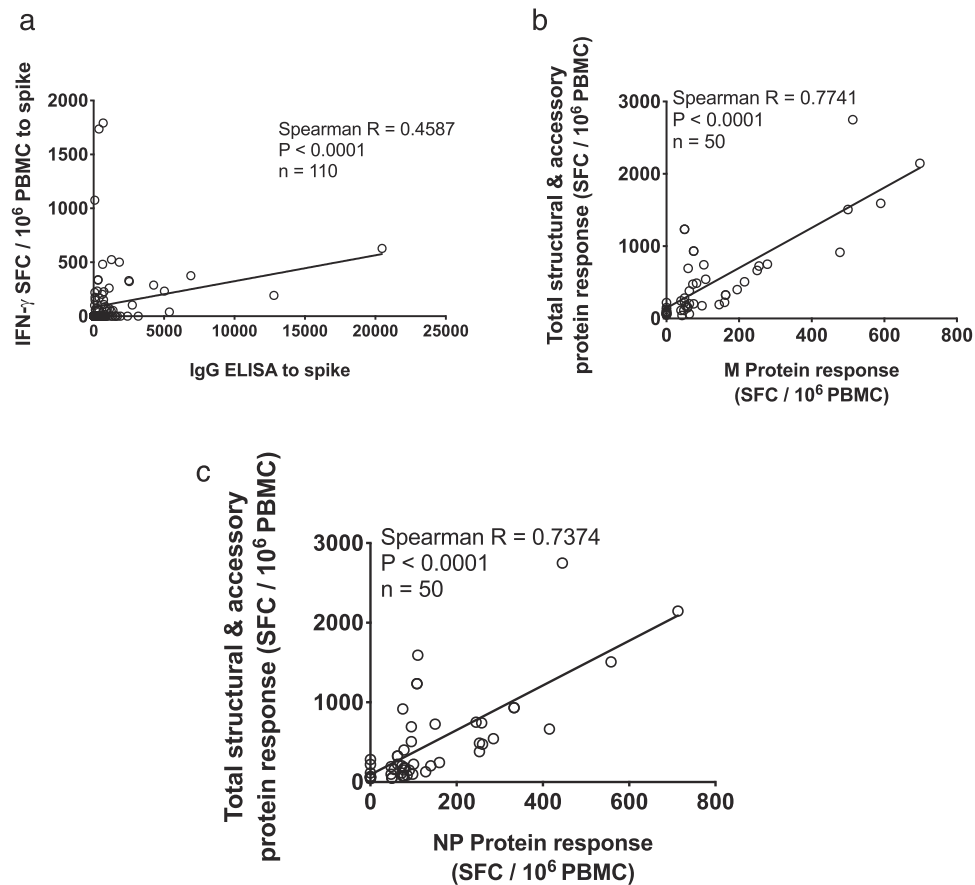 a
IFN-γ SFC / 10⁶ PBMC to spike
2000
1500
1000
500
0
Spearman R = 0.4587
P < 0.0001
n = 110
0 5000 10000 15000 20000 25000
IgG ELISA to spike
b
Total structural & accessory
protein response (SFC / 10⁶ PBMC)
3000
2000
1000
0
Spearman R = 0.7741
P < 0.0001
n = 50
0 200 400 600 800
M Protein response
(SFC / 10⁶ PBMC)
c
Total structural & accessory
protein response (SFC / 10⁶ PBMC)
3000
2000
1000
0
Spearman R = 0.7374
P < 0.0001
n = 50
0 200 400 600 800
NP Protein response
(SFC / 10⁶ PBMC)